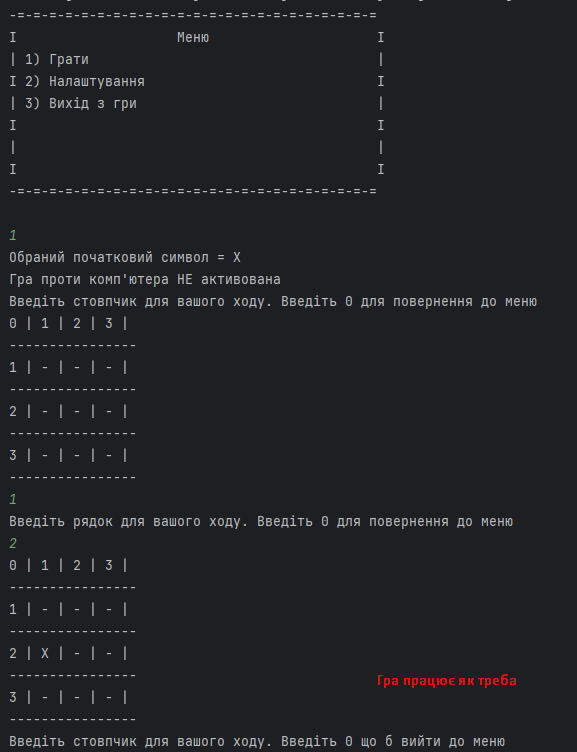 -=-=-=-=-=-=-=-=-=-=-=-=-=-=-=-=-=-=-=-=-=-=-=
I                    Меню                     I
| 1) Грати                                    |
I 2) Налаштування                             I
| 3) Вихід з гри                              |
I                                             I
|                                             |
I                                             I
-=-=-=-=-=-=-=-=-=-=-=-=-=-=-=-=-=-=-=-=-=-=-=
1
Обраний початковий символ = X
Гра проти комп'ютера НЕ активована
Введіть стовпчик для вашого ходу. Введіть 0 для повернення до меню
0 | 1 | 2 | 3 |
----------------
1 | - | - | - |
----------------
2 | - | - | - |
----------------
3 | - | - | - |
----------------
1
Введіть рядок для вашого ходу. Введіть 0 для повернення до меню
2
0 | 1 | 2 | 3 |
----------------
1 | - | - | - |
----------------
2 | X | - | - |
Гра працює як треба
----------------
3 | - | - | - |
----------------
Введіть стовпчик для вашого ходу. Введіть 0 що б вийти до меню